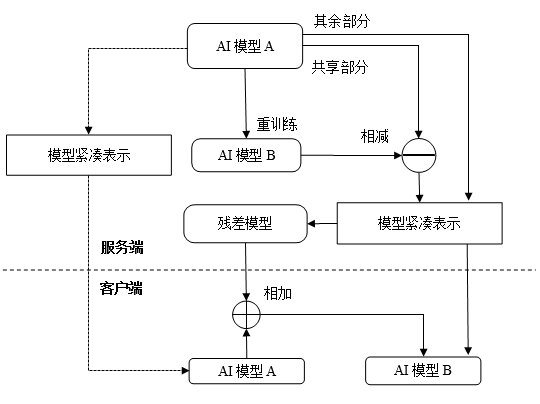 其余部分
AI 模型 A
共享部分
重训练
相减
模型紧凑表示
AI 模型 B
残差模型
模型紧凑表示
服务端
客户端
相加
AI 模型 A
AI 模型 B